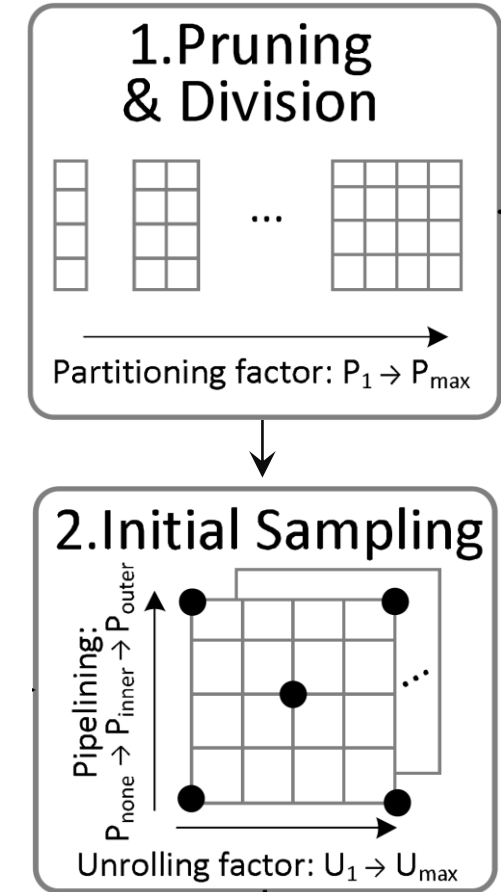 1.Pruning
& Division
...
Partitioning factor: P1 → Pmax
2.Initial Sampling
Pipelining:
Pnone → Pinner → Pouter
...
Unrolling factor: U1 → Umax